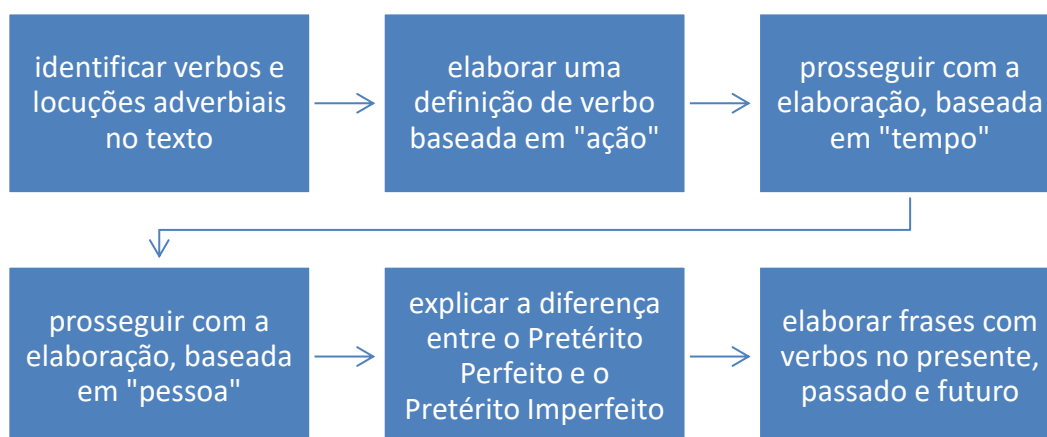 identificar verbos e
locuções adverbiais
no texto
elaborar uma
definição de verbo
baseada em "ação"
prosseguir com a
elaboração, baseada
em "tempo"
prosseguir com a
elaboração, baseada
em "pessoa"
explicar a diferença
entre o Pretérito
Perfeito e o
Pretérito Imperfeito
elaborar frases com
verbos no presente,
passado e futuro